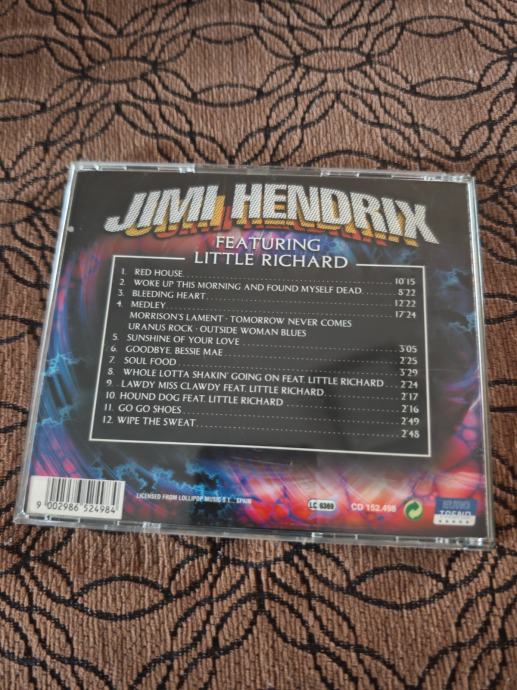 JIMI HENDRIX
FEATURING
LITTLE RICHARD
1. RED HOUSE 10'15
2. WOKE UP THIS MORNING AND FOUND MYSELF DEAD 8'22
3. BLEEDING HEART 12'22
4. MEDLEY 17'24
MORRISON'S LAMENT · TOMORROW NEVER COMES
URANUS ROCK · OUTSIDE WOMAN BLUES
5. SUNSHINE OF YOUR LOVE 3'05
6. GOODBYE, BESSIE MAE 2'25
7. SOUL FOOD 3'29
8. WHOLE LOTTA SHAKIN' GOING ON FEAT. LITTLE RICHARD 2'24
9. LAWDY MISS CLAWDY FEAT. LITTLE RICHARD 2'17
10. HOUND DOG FEAT. LITTLE RICHARD 2'16
11. GO GO SHOES 2'49
12. WIPE THE SWEAT 2'48
9 002986 524984
LICENSED FROM LOLLIPOP MUSIC S.L., SPAIN
LC 6369
CD 152.498
EURO
TREND